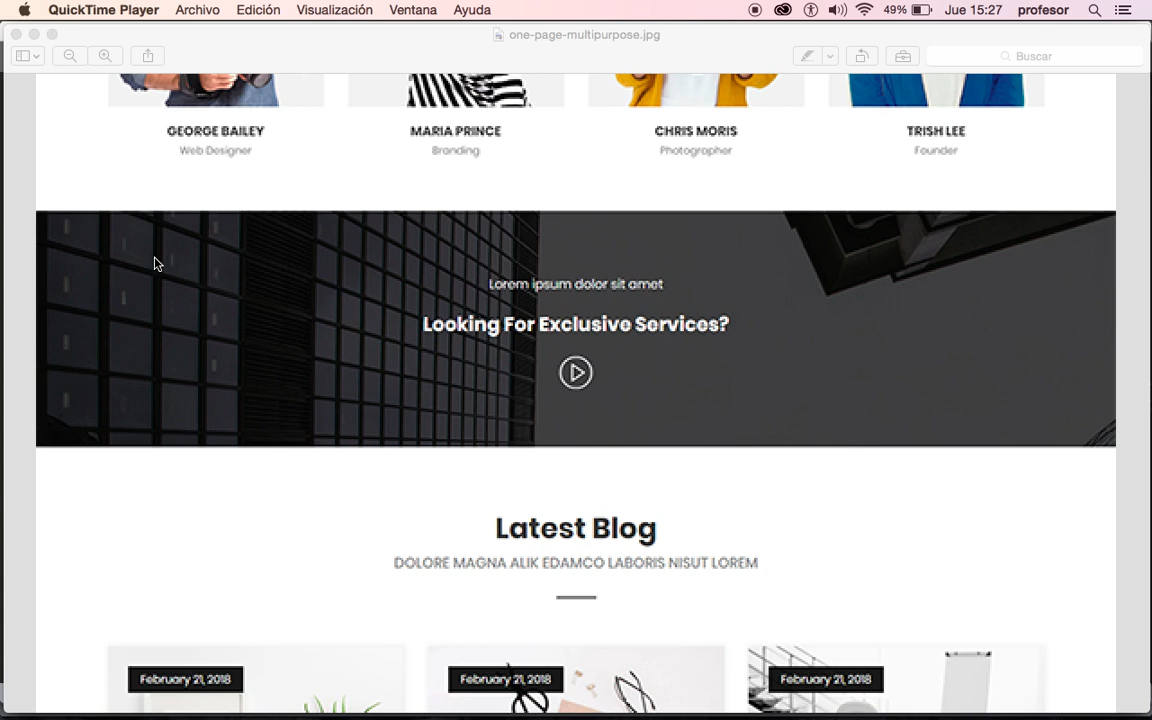 QuickTime Player Archivo Edición Visualización Ventana Ayuda 49% Jue 15:27 profesor
one-page-multipurpose.jpg
Buscar
GEORGE BAILEY MARIA PRINCE CHRIS MORIS TRISH LEE
Web Designer Branding Photographer Founder
Lorem ipsum dolor sit amet
Looking For Exclusive Services?
Latest Blog
DOLORE MAGNA ALIK EDAMCO LABORIS NISUT LOREM
February 21, 2018 February 21, 2018 February 21, 2018